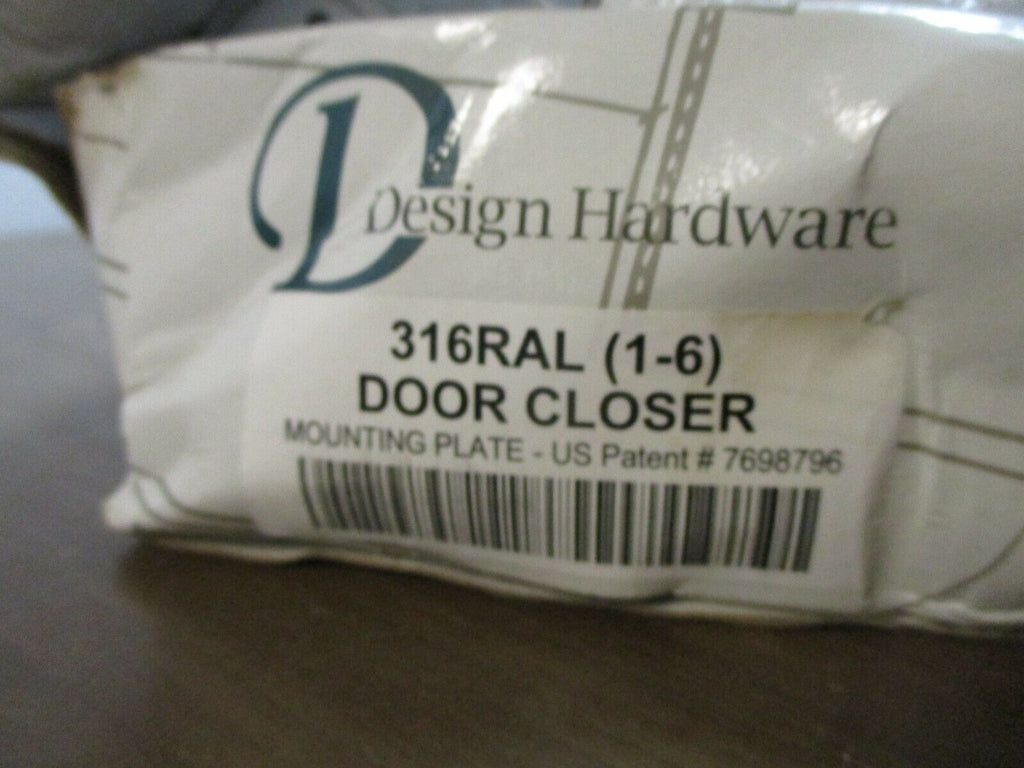 Design Hardware
316RAL (1-6)
DOOR CLOSER
MOUNTING PLATE - US Patent # 7698796